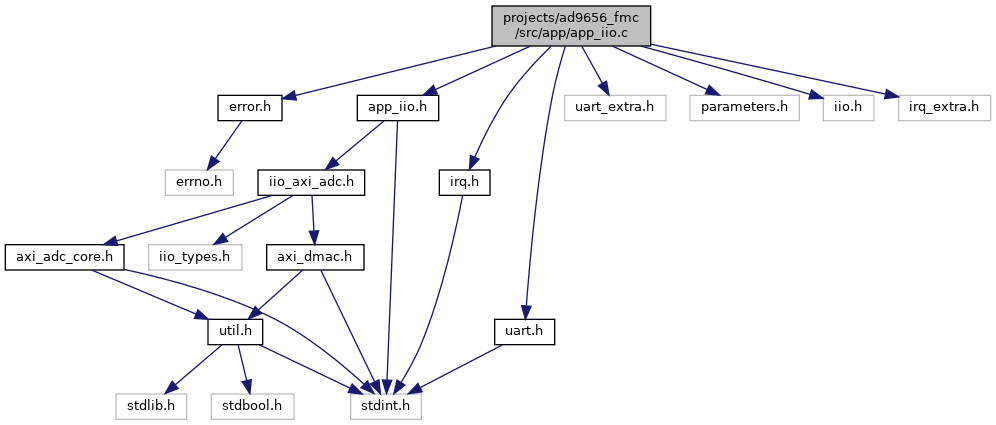 projects/ad9656_fmc
/src/app/app_iio.c
error.h
app_iio.h
uart_extra.h
parameters.h
iio.h
irq_extra.h
errno.h
iio_axi_adc.h
irq.h
axi_adc_core.h
iio_types.h
axi_dmac.h
util.h
uart.h
stdlib.h
stdbool.h
stdint.h